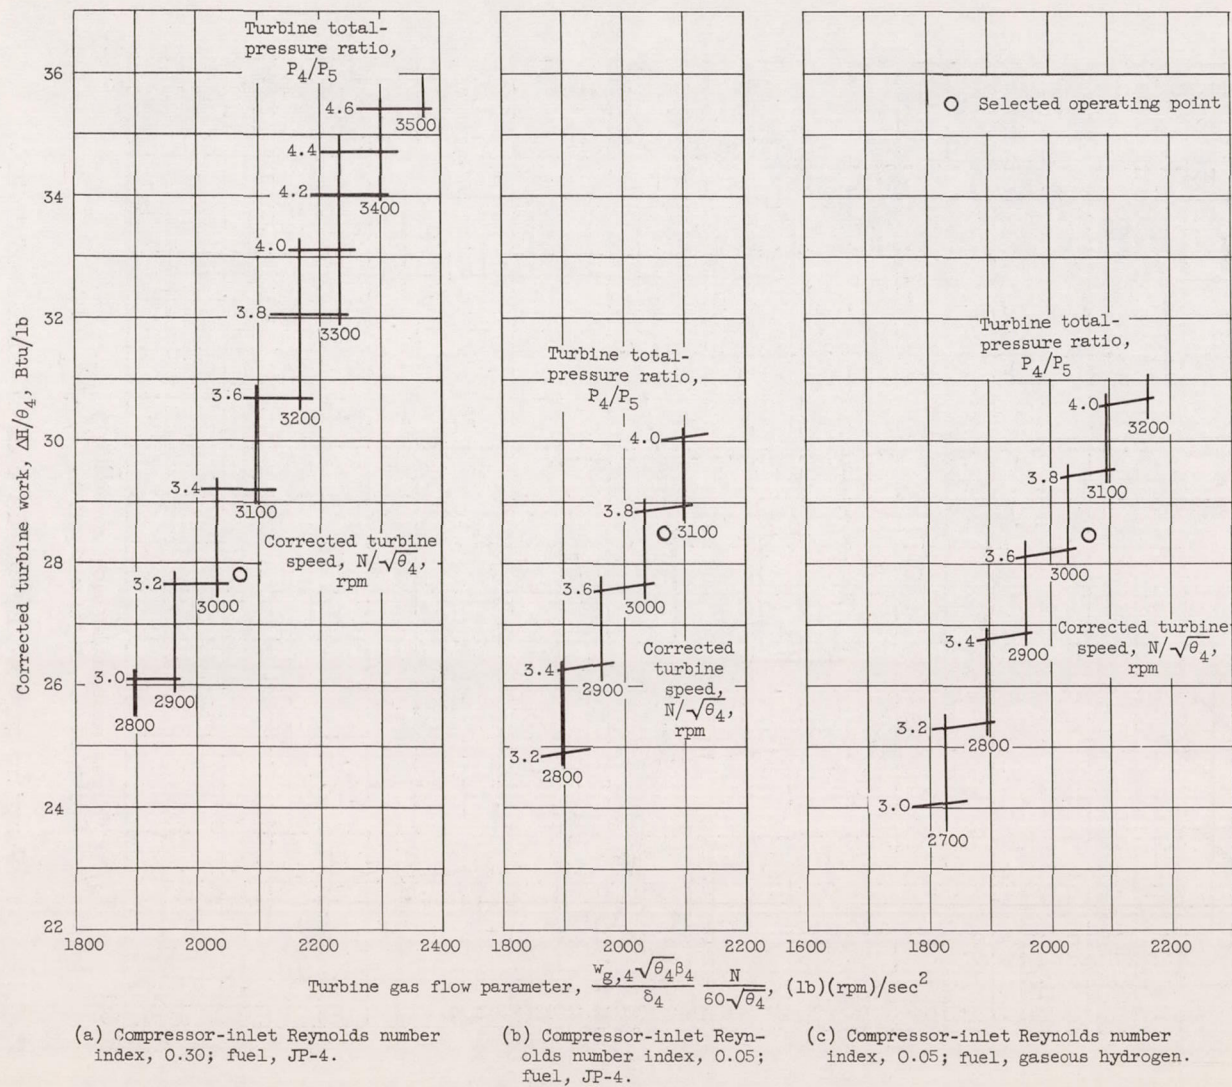 Turbine total-
pressure ratio,
P4/P5
36
4.6
3500
4.4
34
4.2
3400
4.0
3.8
32
3300
3.6
3200
30
3.4
3100
Corrected turbine
speed, N/√θ4,
rpm
28
3.2
3000
26
3.0
2900
2800
24
22
1800 2000 2200 2400
Corrected turbine work, ΔH/θ4, Btu/lb
Turbine total-
pressure ratio,
P4/P5
4.0
3.8
3100
3.6
3000
Corrected
turbine
speed,
N/√θ4,
rpm
3.4
2900
3.2
2800
1800 2000 2200
O Selected operating point
Turbine total-
pressure ratio,
P4/P5
4.0
3200
3.8
3100
3.6
3000
Corrected turbine
speed, N/√θ4,
rpm
3.4
2900
3.2
2800
3.0
2700
1600 1800 2000 2200
Turbine gas flow parameter, wg,4√θ4β4/δ4 N/60√θ4, (lb)(rpm)/sec2
(a) Compressor-inlet Reynolds number
index, 0.30; fuel, JP-4.
(b) Compressor-inlet Reyn-
olds number index, 0.05;
fuel, JP-4.
(c) Compressor-inlet Reynolds number
index, 0.05; fuel, gaseous hydrogen.